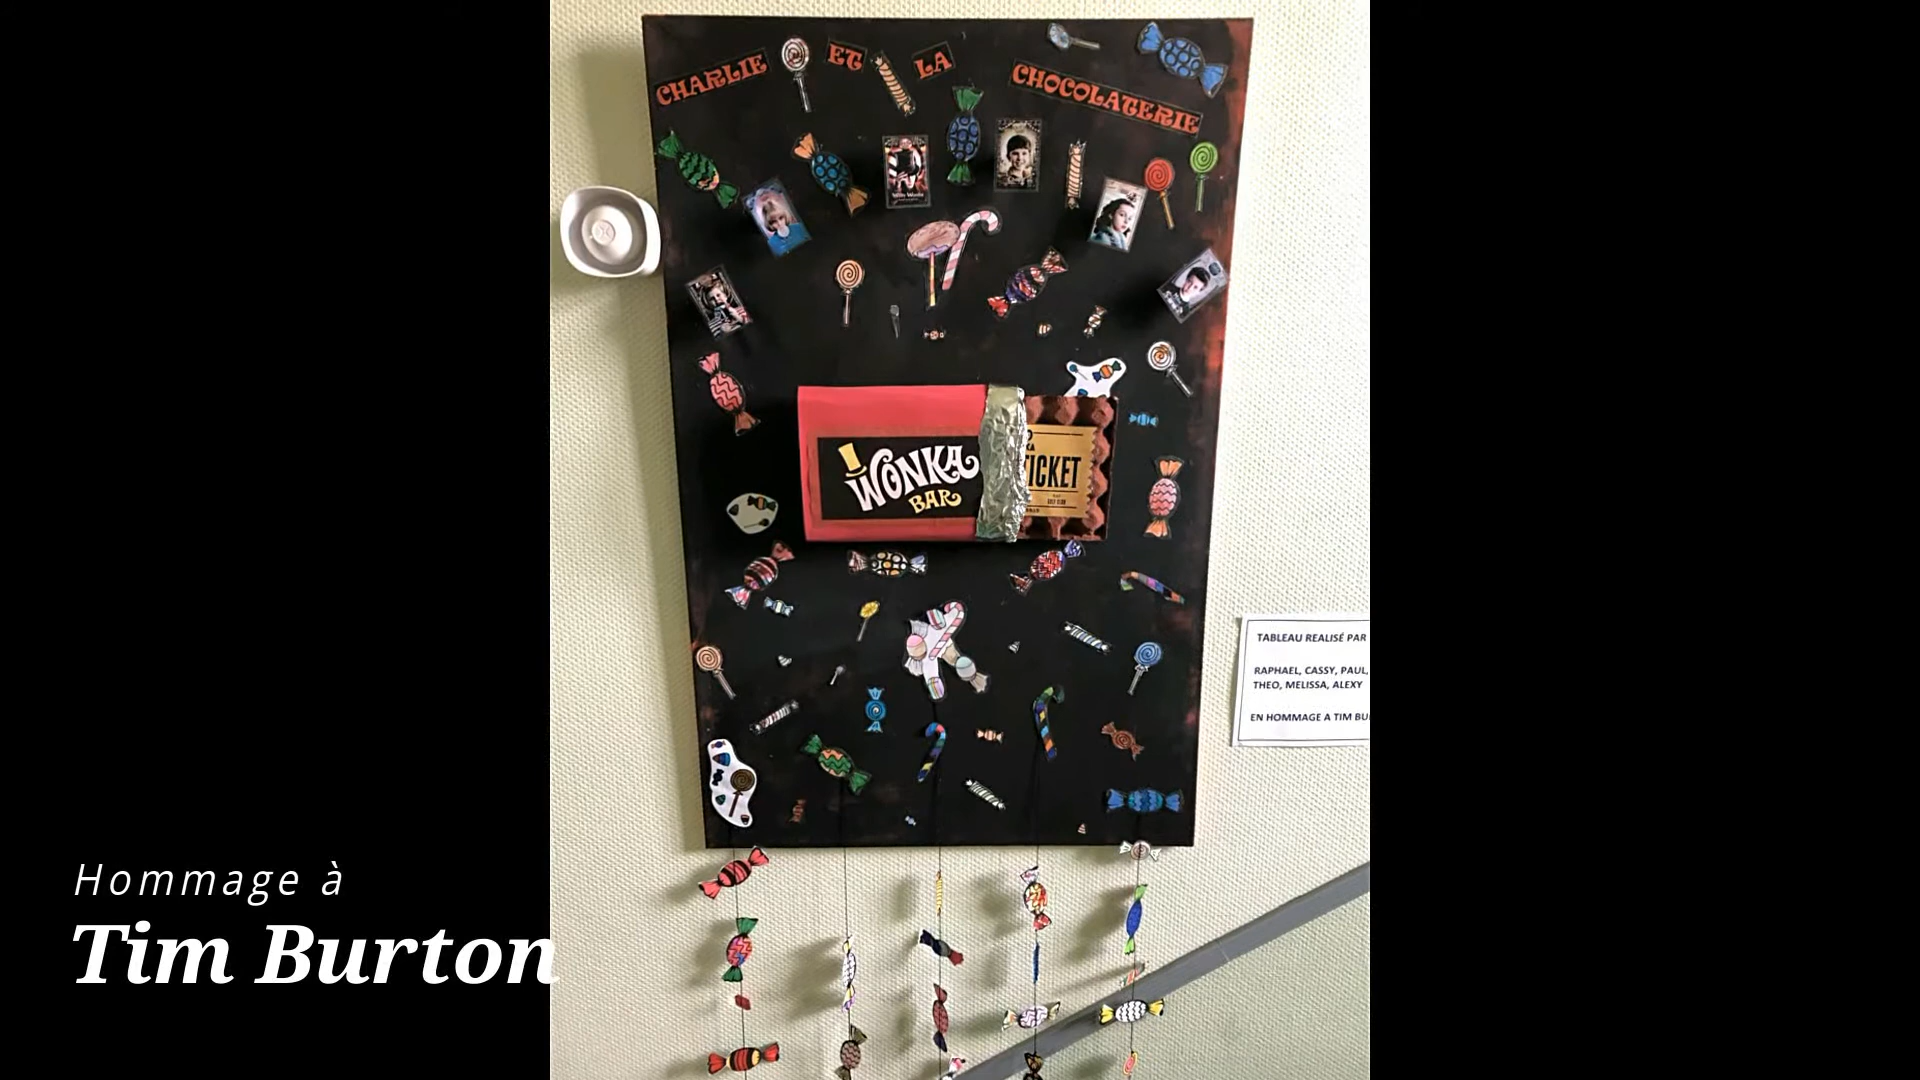 CHARLIE ET LA CHOCOLATERIE
WONKA
BAR
TICKET
TABLEAU REALISÉ PAR
RAPHAEL, CASSY, PAUL,
THEO, MELISSA, ALEXY
EN HOMMAGE A TIM BU
Hommage à
Tim Burton